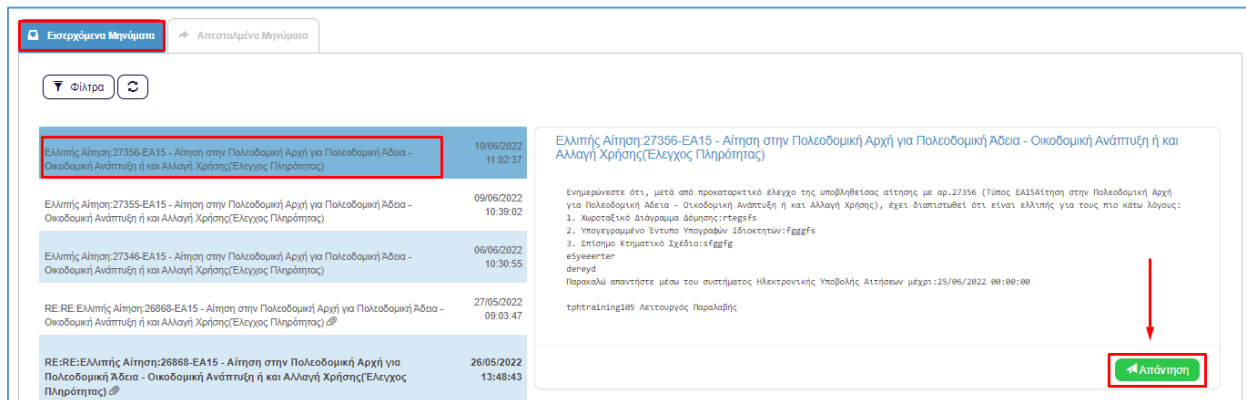 Εισερχόμενα Μηνύματα
Απεσταλμένα Μηνύματα
Φίλτρα
Ελλιπής Αίτηση:27356-ΕΑ15 - Αίτηση στην Πολεοδομική Αρχή για Πολεοδομική Άδεια -
Οικοδομική Ανάπτυξη ή και Αλλαγή Χρήσης(Έλεγχος Πληρότητας)
10/06/2022
11:02:37
Ελλιπής Αίτηση:27355-ΕΑ15 - Αίτηση στην Πολεοδομική Αρχή για Πολεοδομική Άδεια -
Οικοδομική Ανάπτυξη ή και Αλλαγή Χρήσης(Έλεγχος Πληρότητας)
09/06/2022
10:39:02
Ελλιπής Αίτηση:27346-ΕΑ15 - Αίτηση στην Πολεοδομική Αρχή για Πολεοδομική Άδεια -
Οικοδομική Ανάπτυξη ή και Αλλαγή Χρήσης(Έλεγχος Πληρότητας)
06/06/2022
10:30:55
RE:RE:Ελλιπής Αίτηση:26868-ΕΑ15 - Αίτηση στην Πολεοδομική Αρχή για Πολεοδομική Άδεια -
Οικοδομική Ανάπτυξη ή και Αλλαγή Χρήσης(Έλεγχος Πληρότητας)
27/05/2022
09:03:47
RE:RE:Ελλιπής Αίτηση:26868-ΕΑ15 - Αίτηση στην Πολεοδομική Αρχή για
Πολεοδομική Άδεια - Οικοδομική Ανάπτυξη ή και Αλλαγή Χρήσης(Έλεγχος
Πληρότητας)
26/05/2022
13:48:43
Ελλιπής Αίτηση:27356-ΕΑ15 - Αίτηση στην Πολεοδομική Αρχή για Πολεοδομική Άδεια - Οικοδομική Ανάπτυξη ή και
Αλλαγή Χρήσης(Έλεγχος Πληρότητας)
Ενημερώνεστε ότι, μετά από προκαταρκτικό έλεγχο της υποβληθείσας αίτησης με αρ.27356 (Τύπος ΕΑ15Αίτηση στην Πολεοδομική Αρχή
για Πολεοδομική Άδεια - Οικοδομική Ανάπτυξη ή και Αλλαγή Χρήσης), έχει διαπιστωθεί ότι είναι ελλιπής για τους πιο κάτω λόγους:
1. Χωροταξικό Διάγραμμα Δόμησης:rtegsfs
2. Υπογεγραμμένο Έντυπο Υπογραφών Ιδιοκτητών:fgggfs
3. Επίσημο Κτηματικό Σχέδιο:sfggfg
e5yeeerter
dereyd
Παρακαλώ απαντήστε μέσω του συστήματος Ηλεκτρονικής Υποβολής Αιτήσεων μέχρι:25/06/2022 00:00:00
tphtraining105 Λειτουργός Παραλαβής
Απάντηση